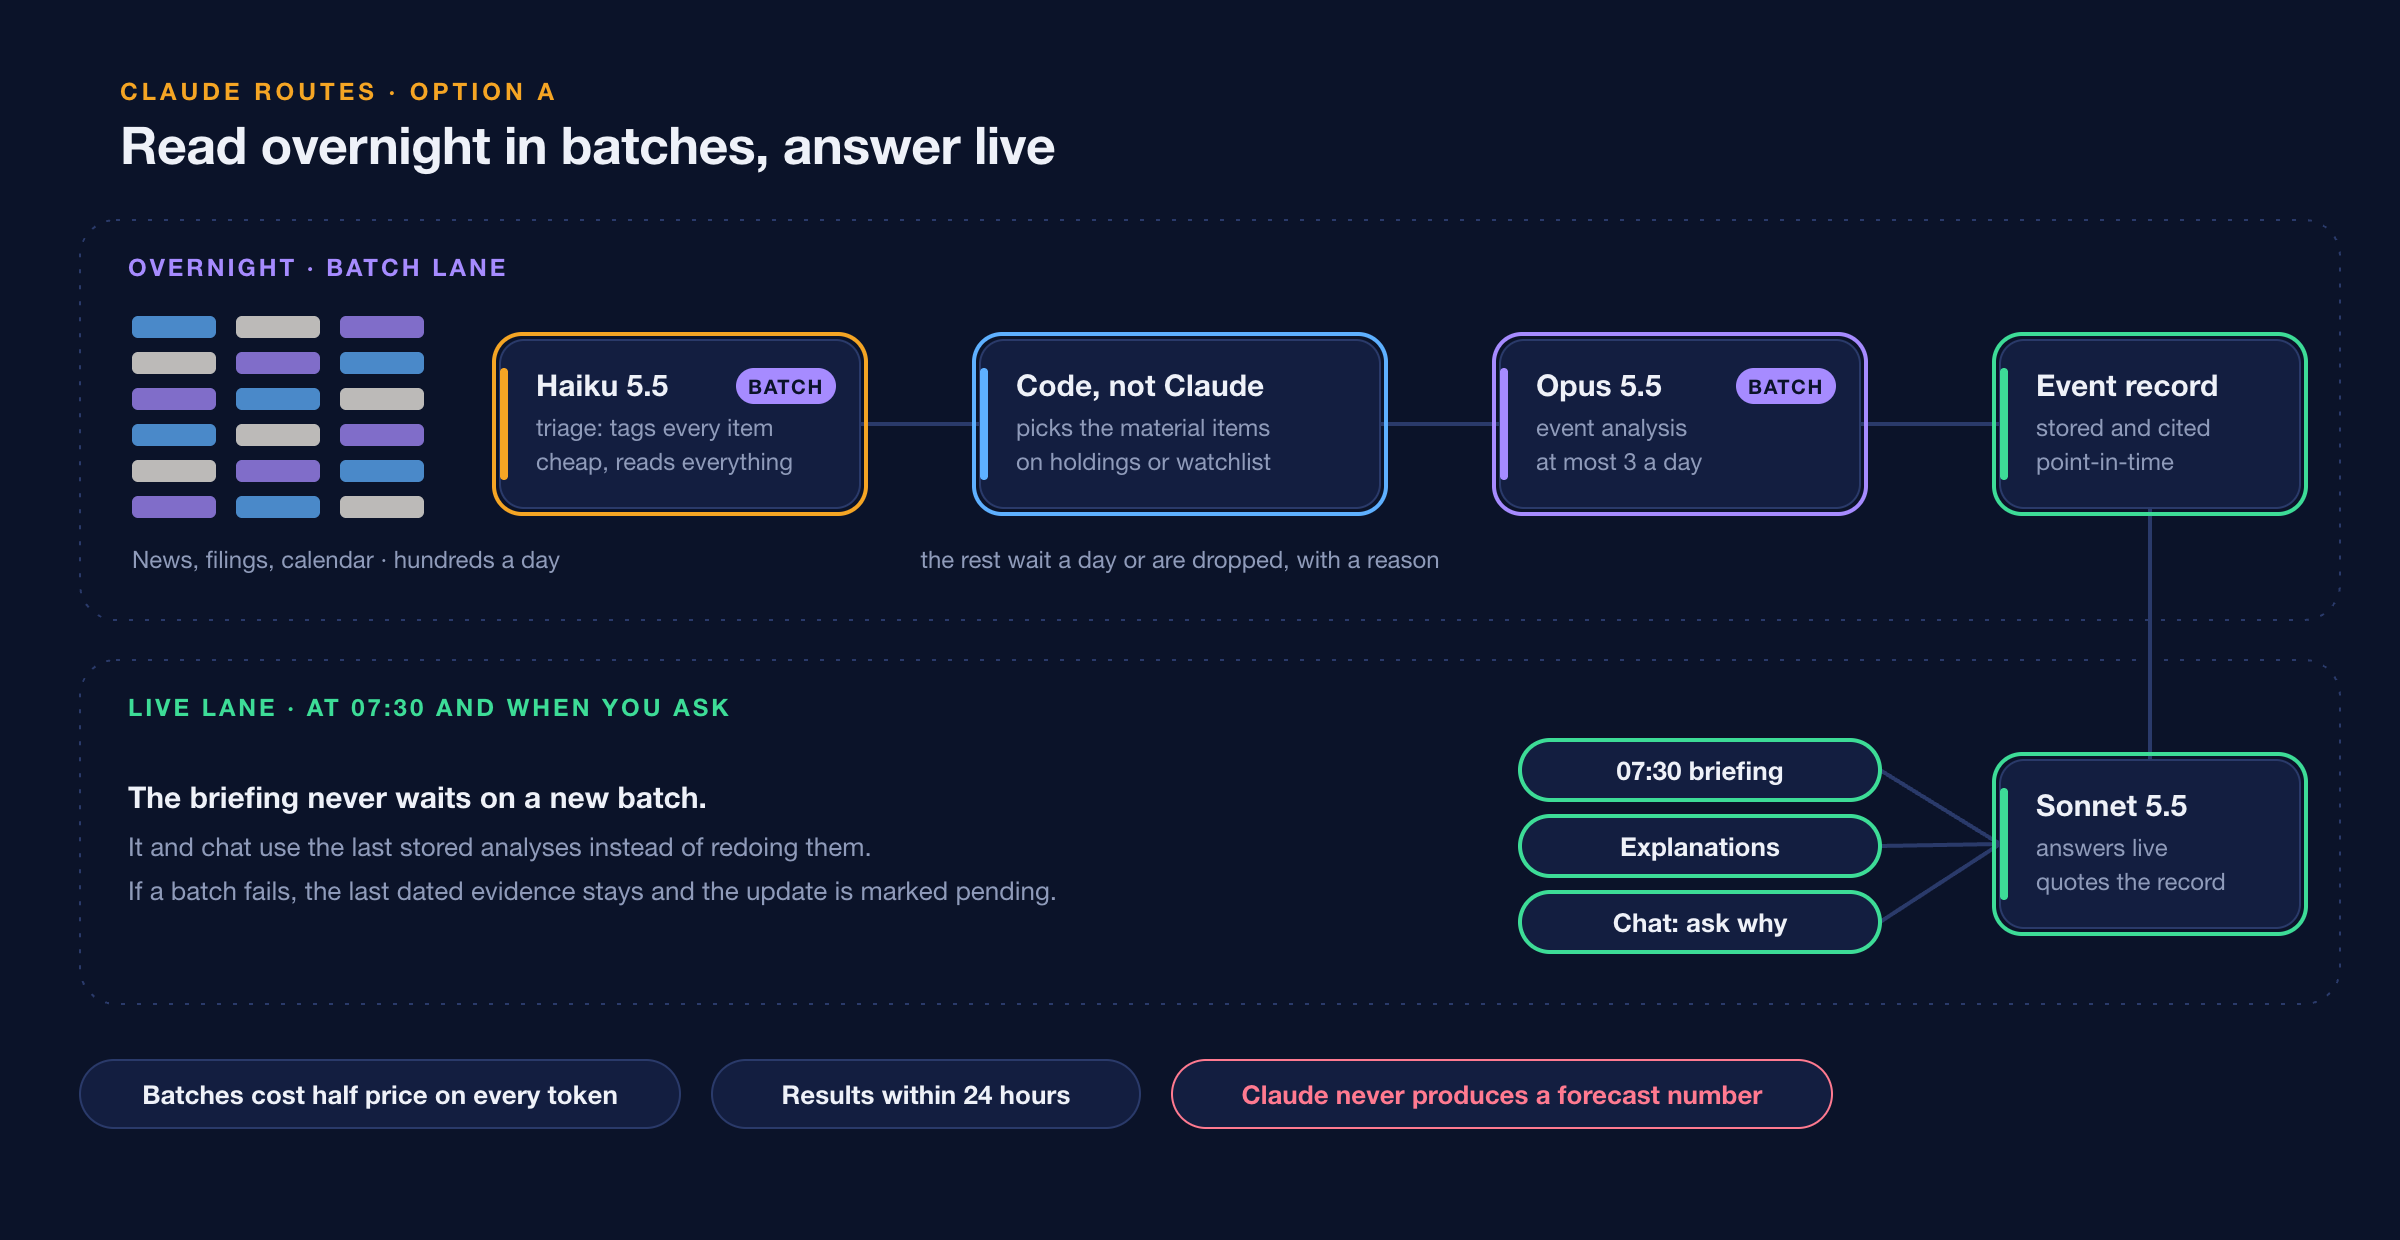 CLAUDE ROUTES · OPTION A
Read overnight in batches, answer live
OVERNIGHT · BATCH LANE
Haiku 5.5
BATCH
triage: tags every item
cheap, reads everything
Code, not Claude
picks the material items
on holdings or watchlist
Opus 5.5
BATCH
event analysis
at most 3 a day
Event record
stored and cited
point-in-time
News, filings, calendar · hundreds a day
the rest wait a day or are dropped, with a reason
LIVE LANE · AT 07:30 AND WHEN YOU ASK
The briefing never waits on a new batch.
It and chat use the last stored analyses instead of redoing them.
If a batch fails, the last dated evidence stays and the update is marked pending.
07:30 briefing
Explanations
Chat: ask why
Sonnet 5.5
answers live
quotes the record
Batches cost half price on every token
Results within 24 hours
Claude never produces a forecast number